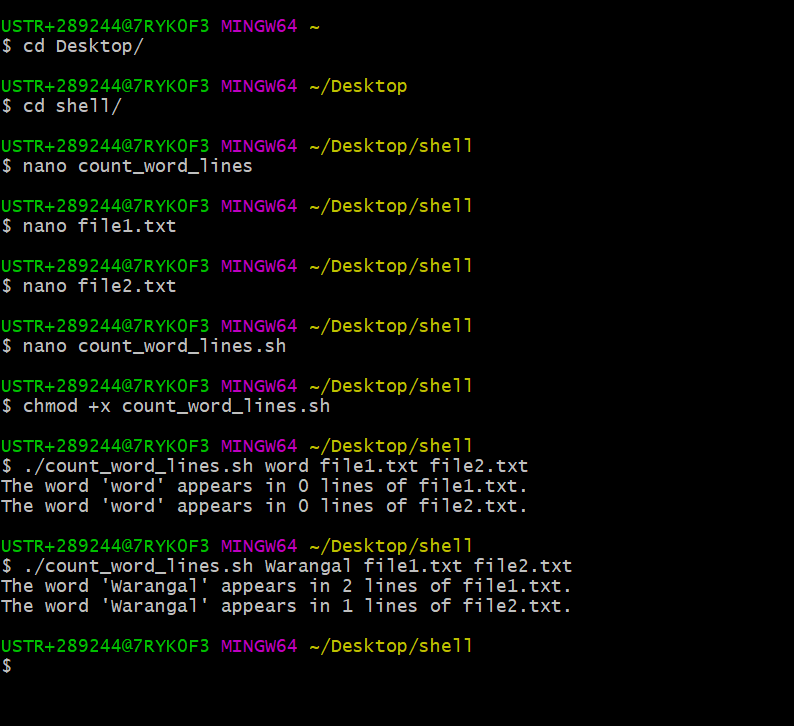 USTR+289244@7RYK0F3 MINGW64 ~
$ cd Desktop/
USTR+289244@7RYK0F3 MINGW64 ~/Desktop
$ cd shell/
USTR+289244@7RYK0F3 MINGW64 ~/Desktop/shell
$ nano count_word_lines
USTR+289244@7RYK0F3 MINGW64 ~/Desktop/shell
$ nano file1.txt
USTR+289244@7RYK0F3 MINGW64 ~/Desktop/shell
$ nano file2.txt
USTR+289244@7RYK0F3 MINGW64 ~/Desktop/shell
$ nano count_word_lines.sh
USTR+289244@7RYK0F3 MINGW64 ~/Desktop/shell
$ chmod +x count_word_lines.sh
USTR+289244@7RYK0F3 MINGW64 ~/Desktop/shell
$ ./count_word_lines.sh word file1.txt file2.txt
The word 'word' appears in 0 lines of file1.txt.
The word 'word' appears in 0 lines of file2.txt.
USTR+289244@7RYK0F3 MINGW64 ~/Desktop/shell
$ ./count_word_lines.sh Warangal file1.txt file2.txt
The word 'Warangal' appears in 2 lines of file1.txt.
The word 'Warangal' appears in 1 lines of file2.txt.
USTR+289244@7RYK0F3 MINGW64 ~/Desktop/shell
$